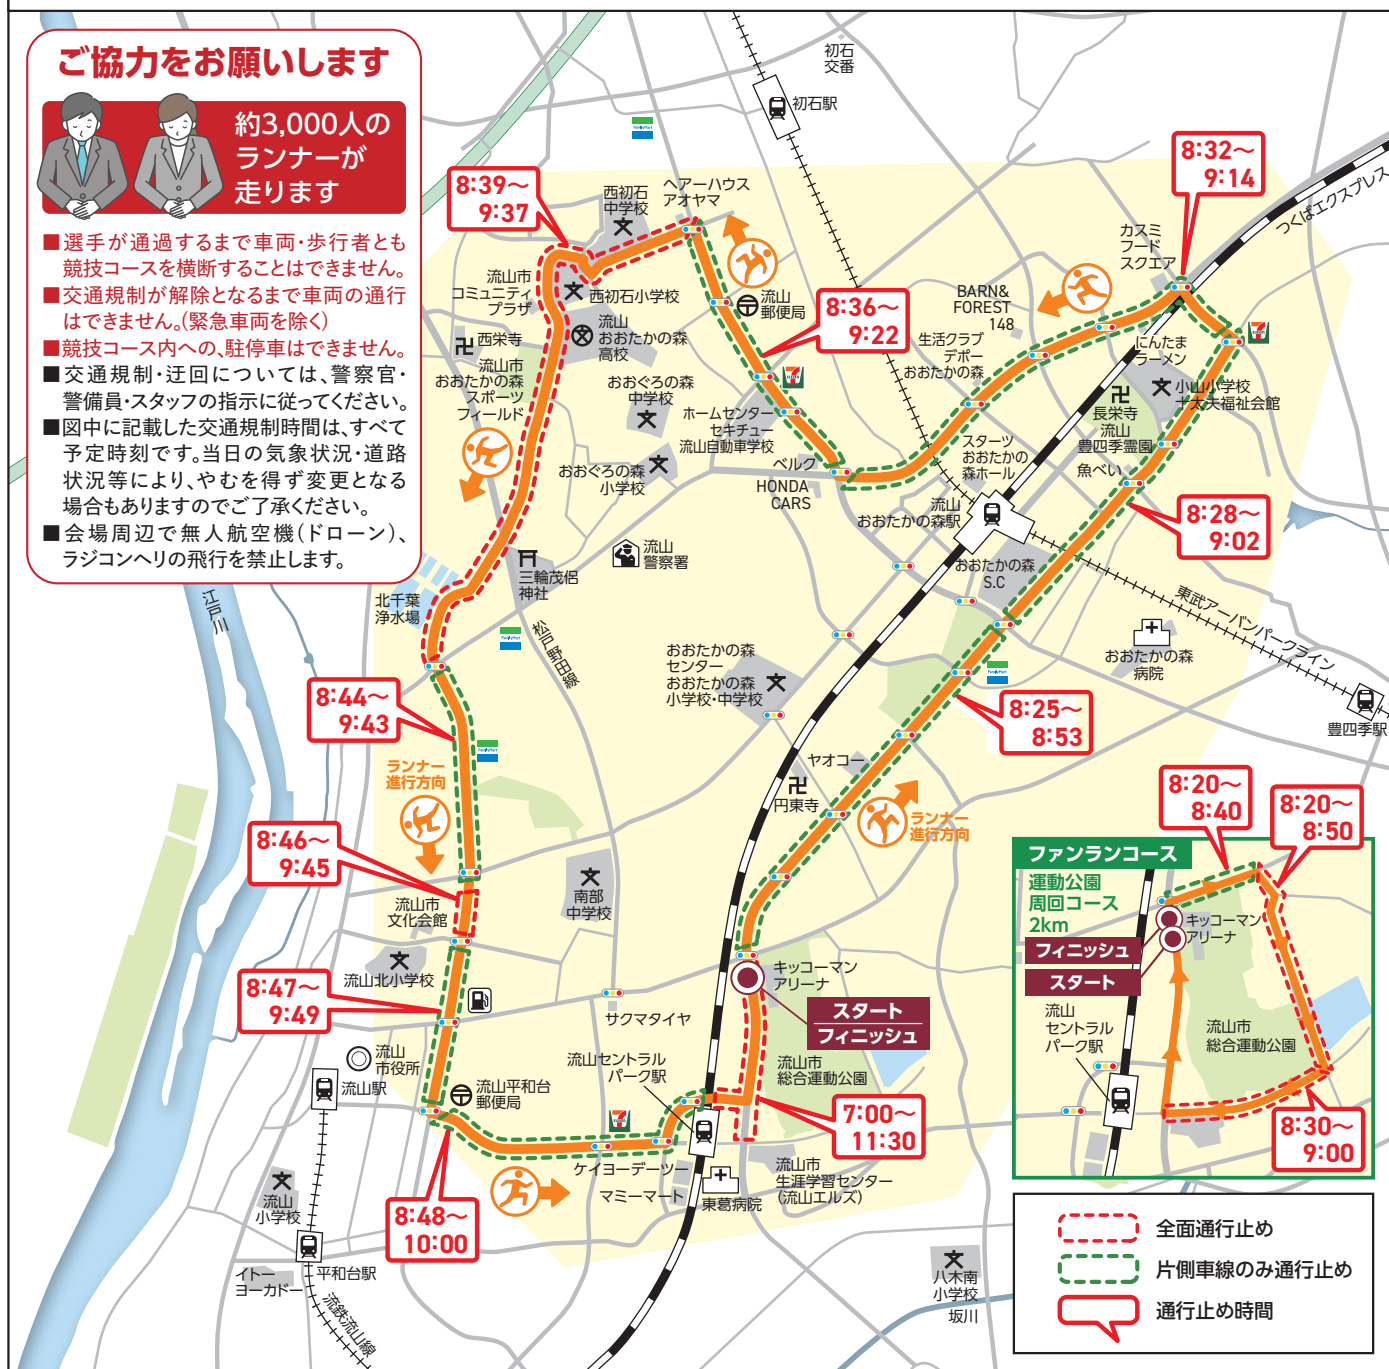 ご協力をお願いします
約3,000人の
ランナーが
走ります
■選手が通過するまで車両・歩行者とも
競技コースを横断することはできません。
■交通規制が解除となるまで車両の通行
はできません。(緊急車両を除く)
■競技コース内への、駐停車はできません。
■交通規制・迂回については、警察官・
警備員・スタッフの指示に従ってください。
■図中に記載した交通規制時間は、すべて
予定時刻です。当日の気象状況・道路
状況等により、やむを得ず変更となる
場合もありますのでご了承ください。
■会場周辺で無人航空機(ドローン)、
ラジコンヘリの飛行を禁止します。
初石
交番
初石駅
8:32〜
9:14
つくばエクスプレス
8:39〜
9:37
西初石
中学校
ヘアーハウス
アオヤマ
カスミ
フード
スクエア
流山市
コミュニティ
プラザ
西初石小学校
流山
郵便局
8:36〜
9:22
BARN&
FOREST
148
にんたま
ラーメン
西栄寺
流山
おおたかの森
高校
生活クラブ
デポー
おおたかの森
流山市
おおたかの森
スポーツ
フィールド
おおぐろの森
中学校
小山小学校
十太夫福祉会館
長栄寺
流山
豊四季霊園
ホームセンター
セキチュー
流山自動車学校
スターツ
おおたかの
森ホール
おおぐろの森
小学校
ベルク
HONDA
CARS
魚べい
流山
おおたかの森駅
8:28〜
9:02
流山
警察署
三輪茂侶
神社
おおたかの森
S.C
北千葉
浄水場
江戸川
松戸野田線
東武アーバンパークライン
おおたかの森
センター
おおたかの森
小学校・中学校
おおたかの森
病院
8:44〜
9:43
8:25〜
8:53
豊四季駅
ランナー
進行方向
ヤオコー
円東寺
ランナー
進行方向
8:46〜
9:45
流山市
文化会館
南部
中学校
流山北小学校
キッコーマン
アリーナ
スタート
フィニッシュ
8:47〜
9:49
サクマタイヤ
流山
市役所
流山駅
流山平和台
郵便局
流山セントラル
パーク駅
流山市
総合運動公園
7:00〜
11:30
ケイヨーデーツー
マミーマート
東葛病院
流山市
生涯学習センター
(流山エルズ)
流山
小学校
8:48〜
10:00
イトー
ヨーカドー
平和台駅
流鉄流山線
八木南
小学校
坂川
8:20〜
8:40
8:20〜
8:50
ファンランコース
運動公園
周回コース
2km
フィニッシュ
スタート
キッコーマン
アリーナ
流山
セントラル
パーク駅
流山市
総合運動公園
8:30〜
9:00
全面通行止め
片側車線のみ通行止め
通行止め時間
FamilyMart
FamilyMart
FamilyMart
FamilyMart